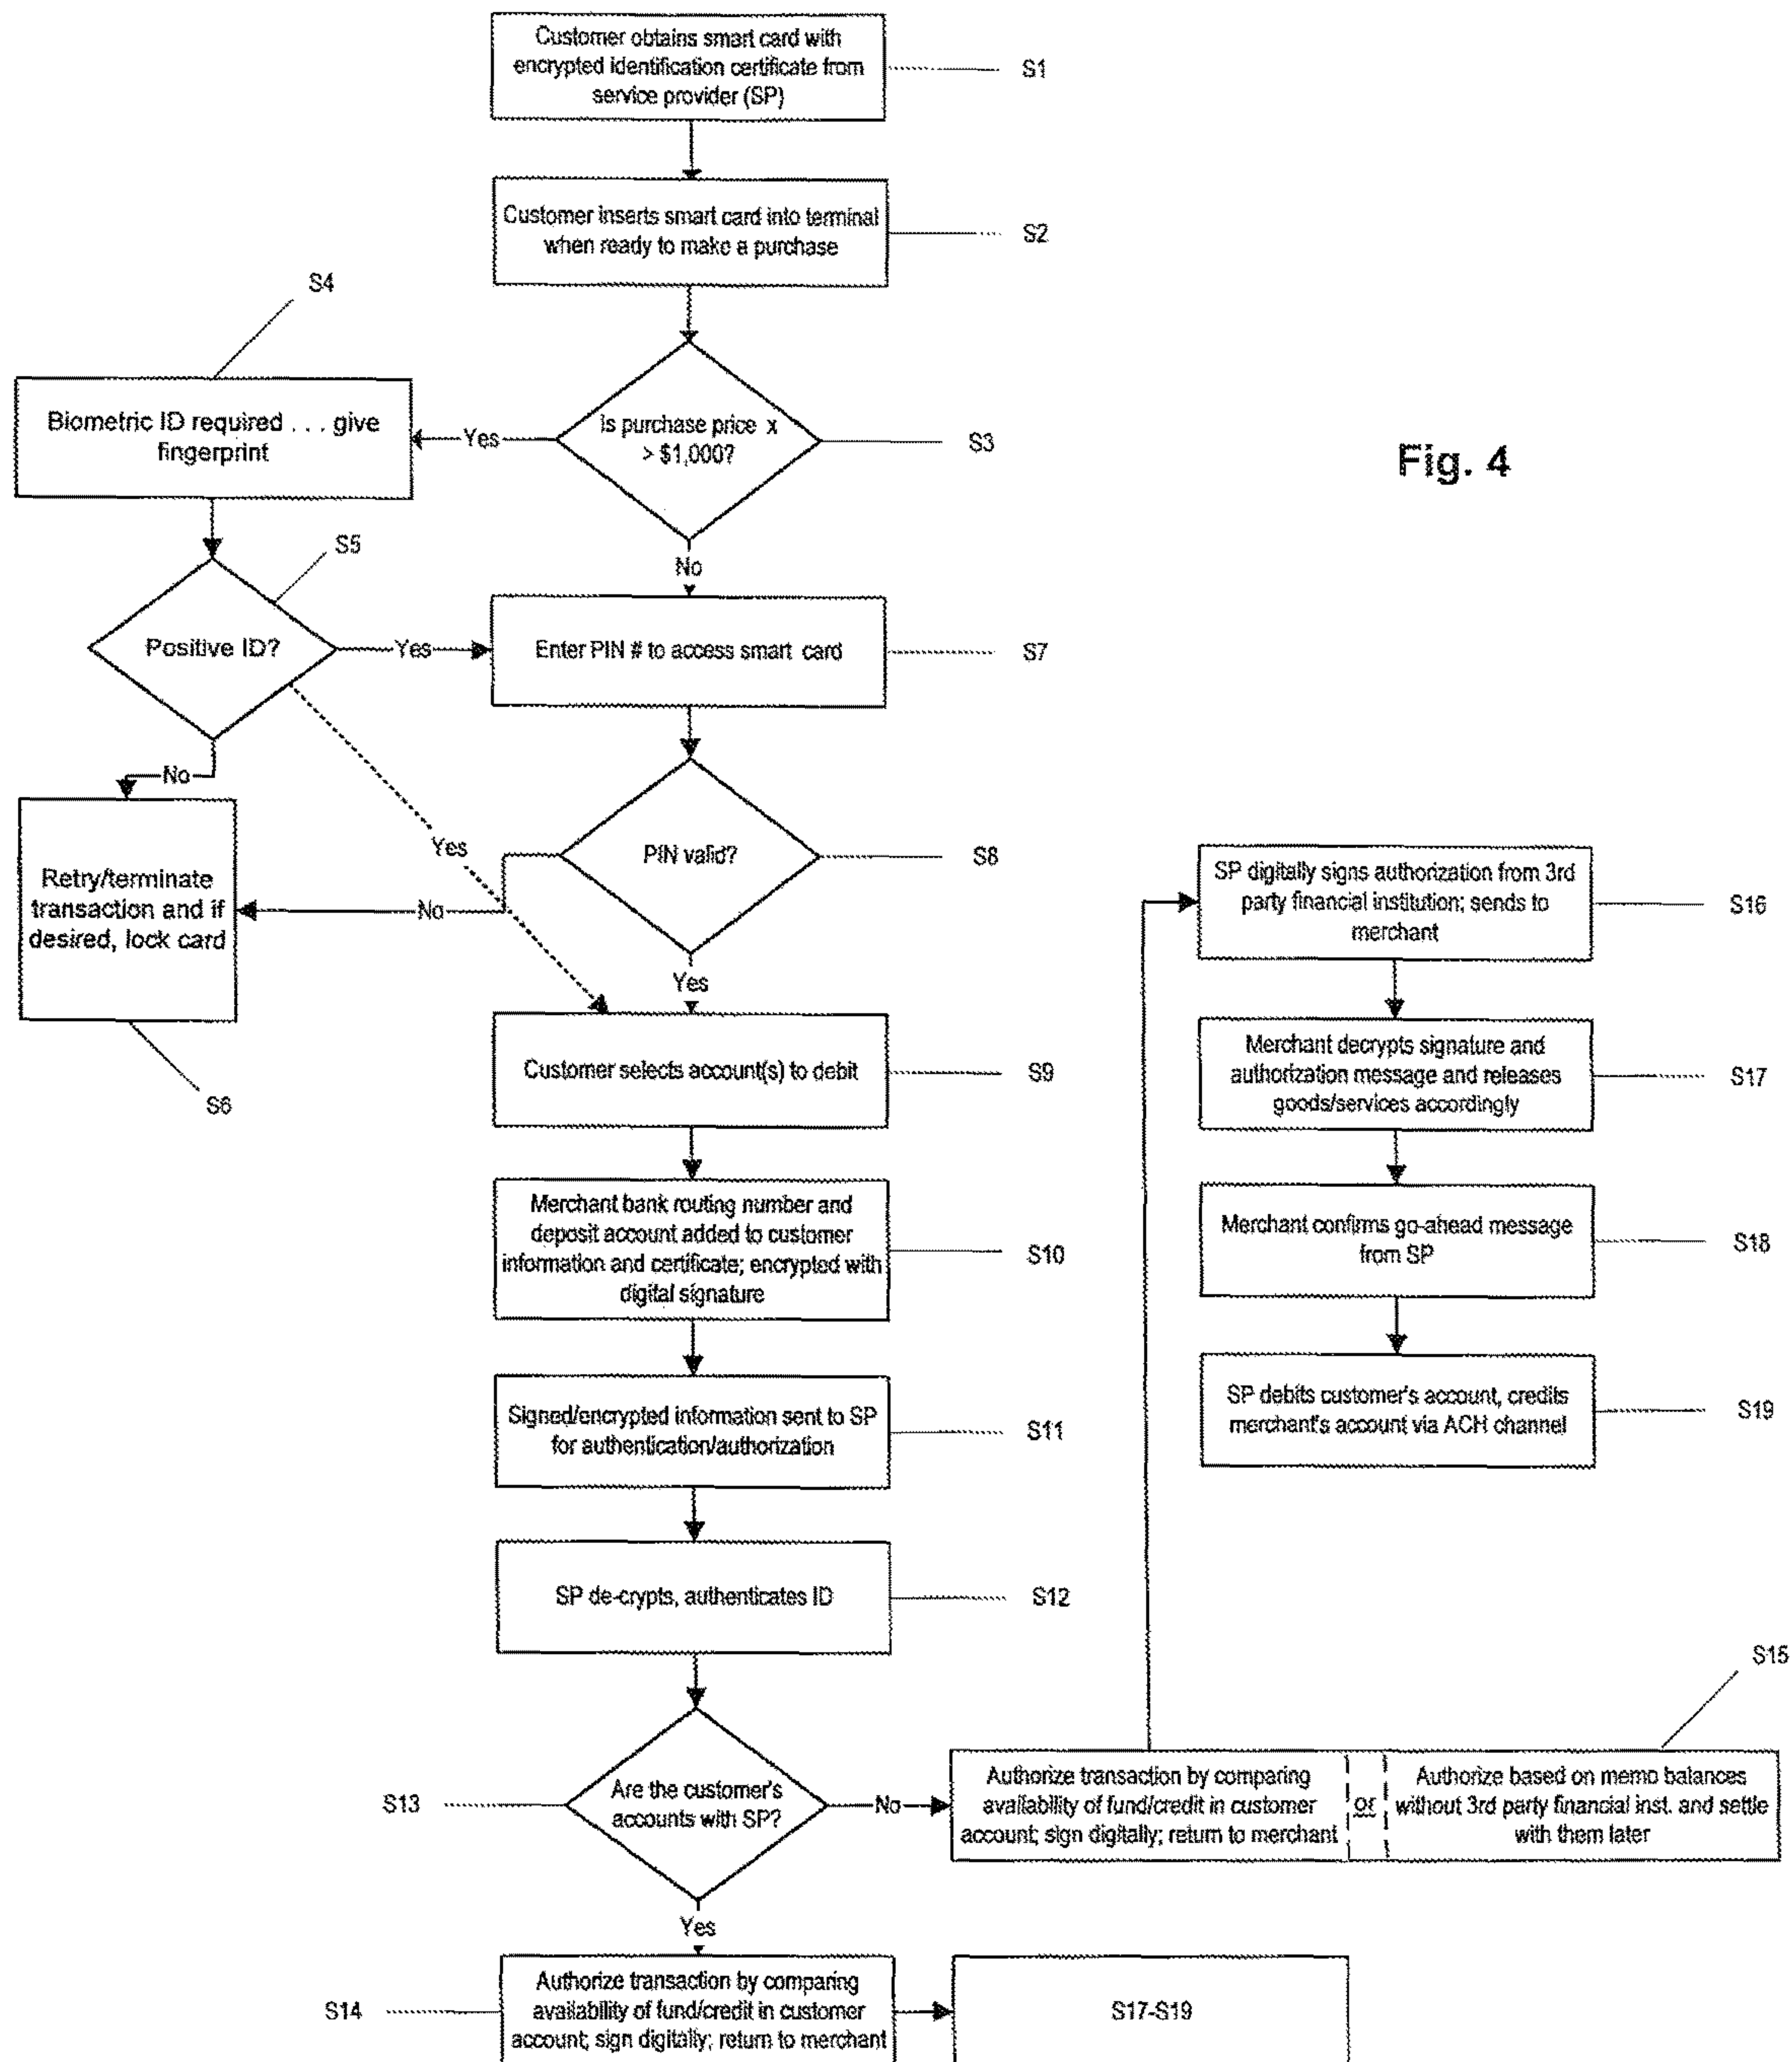 Customer obtains smart card with
encrypted identification certificate from
service provider (SP)
S1
Customer inserts smart card into terminal
when ready to make a purchase
S2
S4
Biometric ID required . . . give
fingerprint
Yes
Is purchase price x
> $1,000?
S3
Fig. 4
No
S5
Positive ID?
Yes
Enter PIN # to access smart card
S7
No
Yes
PIN valid?
S8
Retry/terminate
transaction and if
desired, lock card
No
S6
Yes
Customer selects account(s) to debit
S9
Merchant bank routing number and
deposit account added to customer
information and certificate; encrypted with
digital signature
S10
Signed/encrypted information sent to SP
for authentication/authorization
S11
SP de-crypts, authenticates ID
S12
Are the customer's
accounts with SP?
S13
No
Authorize transaction by comparing
availability of fund/credit in customer
account; sign digitally; return to merchant
or
Authorize based on memo balances
without 3rd party financial inst. and settle
with them later
S15
Yes
Authorize transaction by comparing
availability of fund/credit in customer
account; sign digitally; return to merchant
S14
S17-S19
SP digitally signs authorization from 3rd
party financial institution; sends to
merchant
S16
Merchant decrypts signature and
authorization message and releases
goods/services accordingly
S17
Merchant confirms go-ahead message
from SP
S18
SP debits customer's account, credits
merchant's account via ACH channel
S19